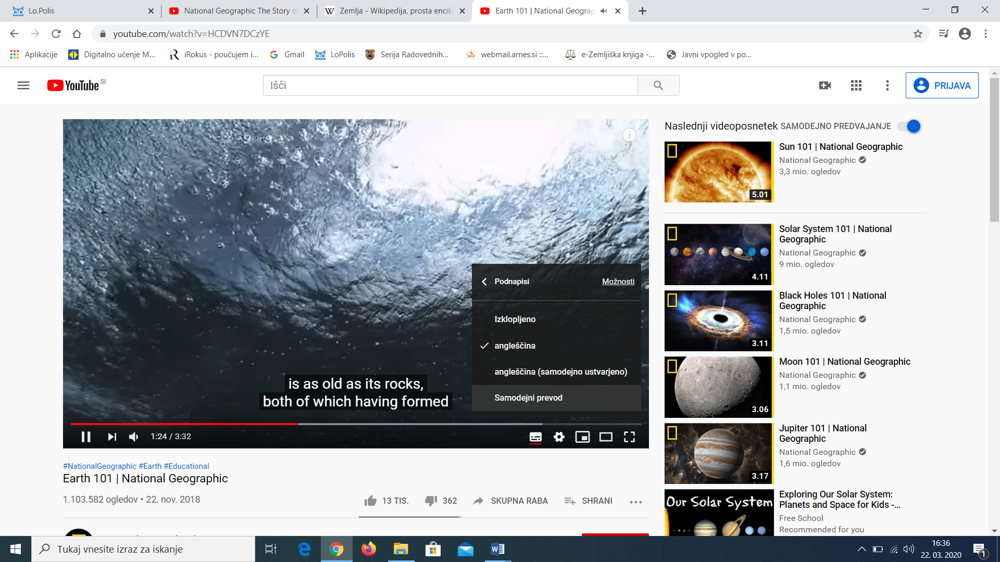 Lo.Polis
National Geographic The Story o
Zemlja - Wikipedija, prosta encikl
Earth 101 | National Geograp
youtube.com/watch?v=HCDVN7DCzYE
Aplikacije
Digitalno učenje M...
iRokus - poučujem i...
Gmail
LoPolis
Serija Radovednih...
webmail.arnes.si ::...
e-Zemljiška knjiga -...
Javni vpogled v po...
YouTube SI
Išči
PRIJAVA
is as old as its rocks,
both of which having formed
Podnapisi
Možnosti
Izklopljeno
angleščina
angleščina (samodejno ustvarjeno)
Samodejni prevod
1:24 / 3:32
#NationalGeographic #Earth #Educational
Earth 101 | National Geographic
1.103.582 ogledov • 22. nov. 2018
13 TIS.
362
SKUPNA RABA
SHRANI
Naslednji videoposnetek
SAMODEJNO PREDVAJANJE
5.01
Sun 101 | National Geographic
National Geographic
3,3 mio. ogledov
4.11
Solar System 101 | National
Geographic
National Geographic
9 mio. ogledov
3.11
Black Holes 101 | National
Geographic
National Geographic
1,5 mio. ogledov
3.06
Moon 101 | National Geographic
National Geographic
1,1 mio. ogledov
3.17
Jupiter 101 | National
Geographic
National Geographic
1,6 mio. ogledov
Our Solar System
Exploring Our Solar System:
Planets and Space for Kids -...
Free School
Recommended for you
Tukaj vnesite izraz za iskanje
16:36
22. 03. 2020
1